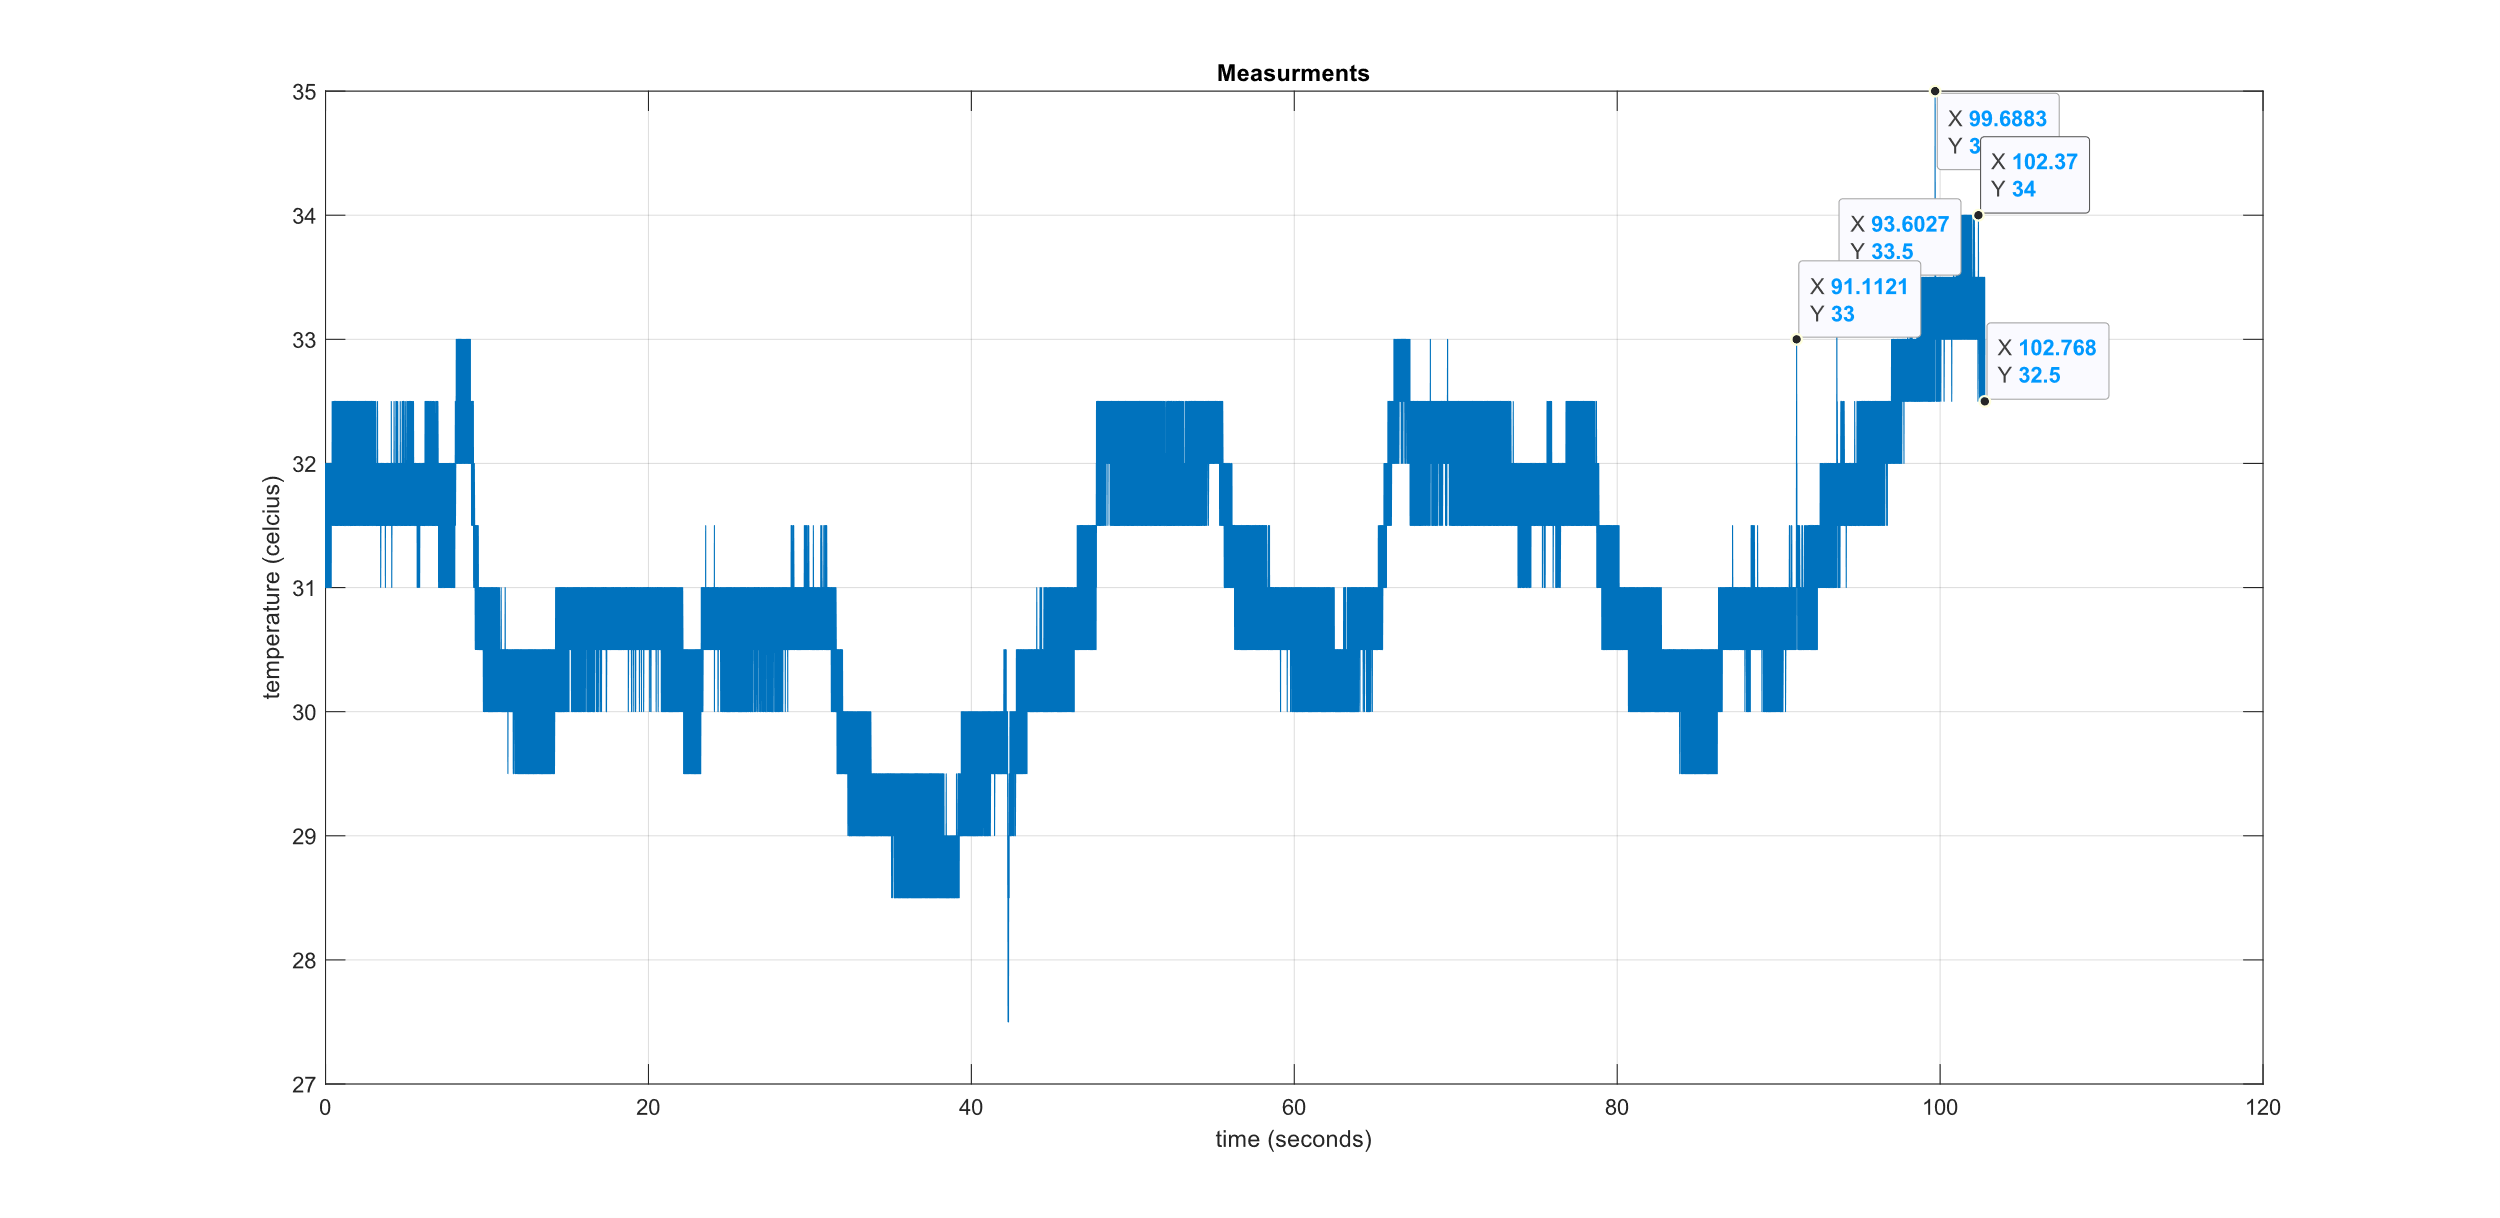 Measurments
35
34
33
32
31
30
29
28
27
temperature (celcius)
0 20 40 60 80 100 120
time (seconds)
X 99.6883
Y 3
X 102.37
Y 34
X 93.6027
Y 33.5
X 91.1121
Y 33
X 102.768
Y 32.5